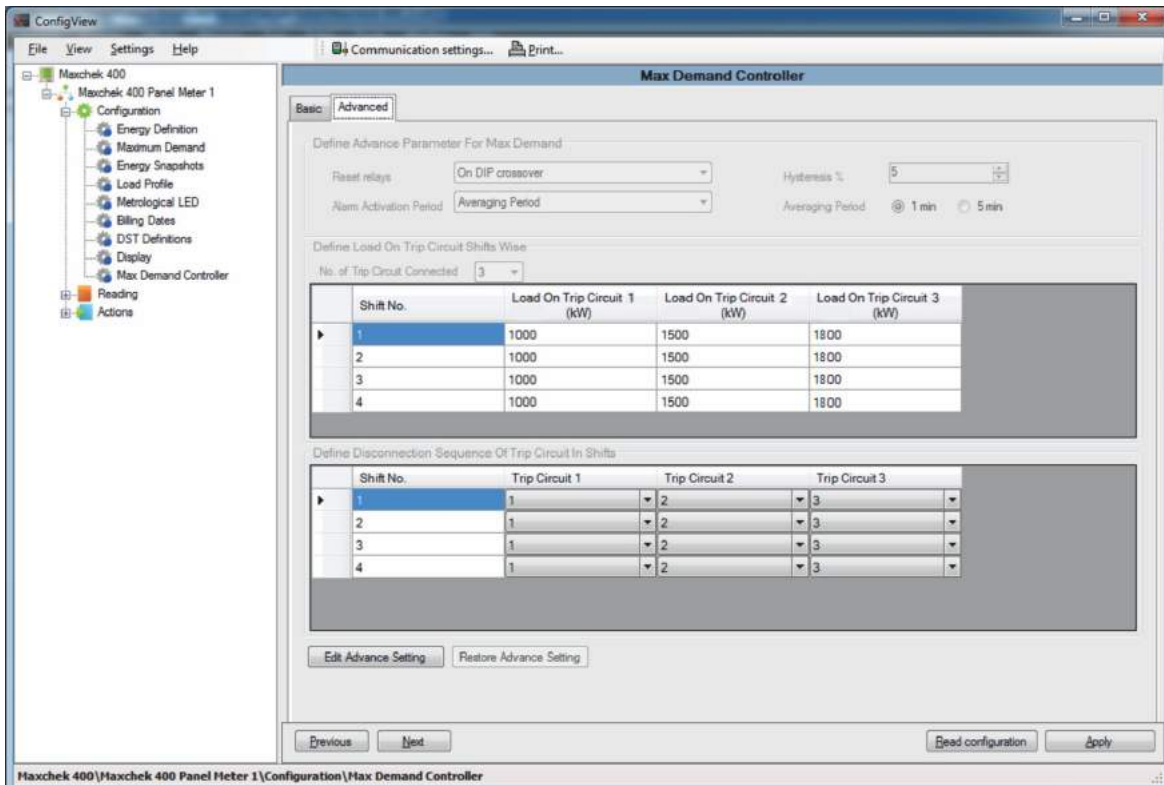 ConfigView
File View Settings Help Communication settings... Print...
Maxchek 400
Maxchek 400 Panel Meter 1
Configuration
Energy Definition
Maximum Demand
Energy Snapshots
Load Profile
Metrological LED
Billing Dates
DST Definitions
Display
Max Demand Controller
Reading
Actions
Max Demand Controller
Basic Advanced
Define Advance Parameter For Max Demand
Reset relays On DIP crossover Hysteresis % 5
Alarm Activation Period Averaging Period Averaging Period 1 min 5 min
Define Load On Trip Circuit Shifts Wise
No. of Trip Circuit Connected 3
Shift No. Load On Trip Circuit 1 (kW) Load On Trip Circuit 2 (kW) Load On Trip Circuit 3 (kW)
1 1000 1500 1800
2 1000 1500 1800
3 1000 1500 1800
4 1000 1500 1800
Define Disconnection Sequence Of Trip Circuit In Shifts
Shift No. Trip Circuit 1 Trip Circuit 2 Trip Circuit 3
1 1 2 3
2 1 2 3
3 1 2 3
4 1 2 3
Edit Advance Setting Restore Advance Setting
Previous Next Read configuration Apply
Maxchek 400\Maxchek 400 Panel Meter 1\Configuration\Max Demand Controller